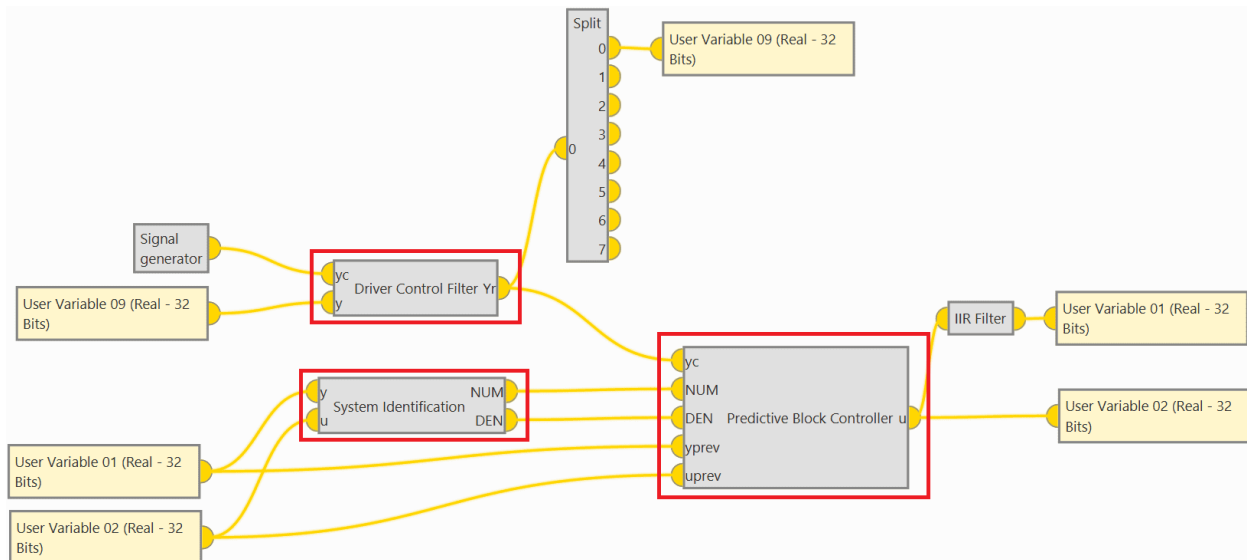 Split
0
1
2
3
4
5
6
7
0
User Variable 09 (Real - 32
Bits)
Signal
generator
yc
y
Driver Control Filter Yr
User Variable 09 (Real - 32
Bits)
y
u
System Identification
NUM
DEN
User Variable 01 (Real - 32
Bits)
User Variable 02 (Real - 32
Bits)
yc
NUM
DEN
yprev
uprev
Predictive Block Controller u
IIR Filter
User Variable 01 (Real - 32
Bits)
User Variable 02 (Real - 32
Bits)